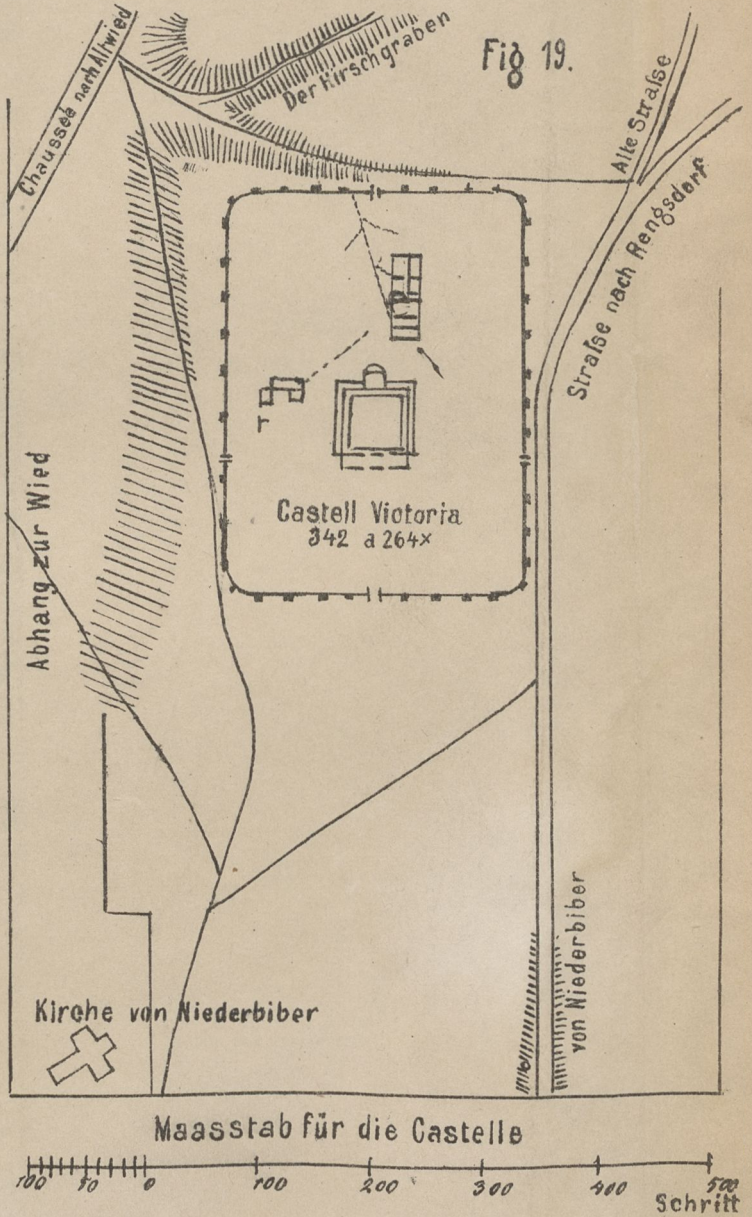 Fig 19.
Chaussee nach Altwied
Der Kirschgraben
Alte Straſse
Straſse nach Rengsdorf
Castell Victoria
342 a 264×
Abhang zur Wied
von Niederbiber
Kirche von Niederbiber
Maasstab für die Castelle
100 50 0 100 200 300 400 500
Schritt